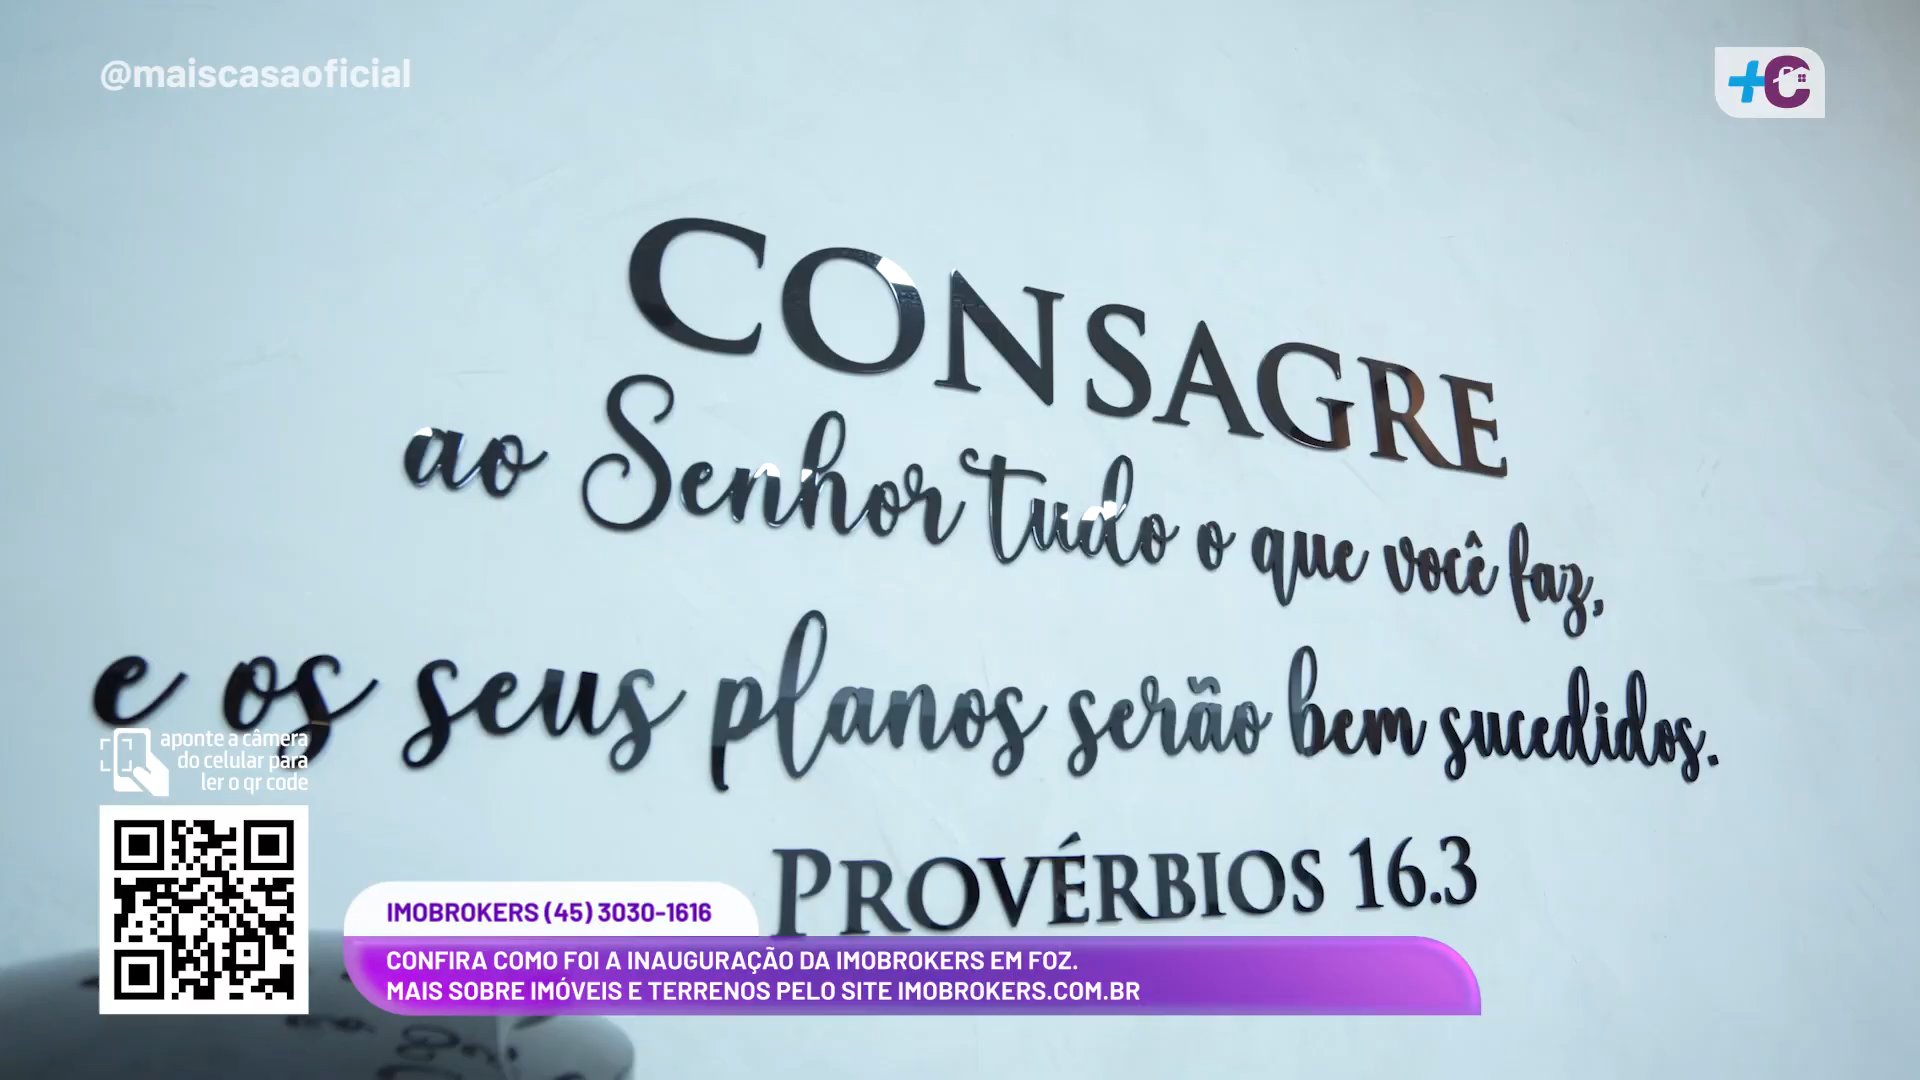 @maiscasaoficial
+C
CONSAGRE
ao Senhor tudo o que você faz,
e os seus planos serão bem sucedidos.
PROVÉRBIOS 16.3
aponte a câmera
do celular para
ler o qr code
IMOBROKERS (45) 3030-1616
CONFIRA COMO FOI A INAUGURAÇÃO DA IMOBROKERS EM FOZ.
MAIS SOBRE IMÓVEIS E TERRENOS PELO SITE IMOBROKERS.COM.BR